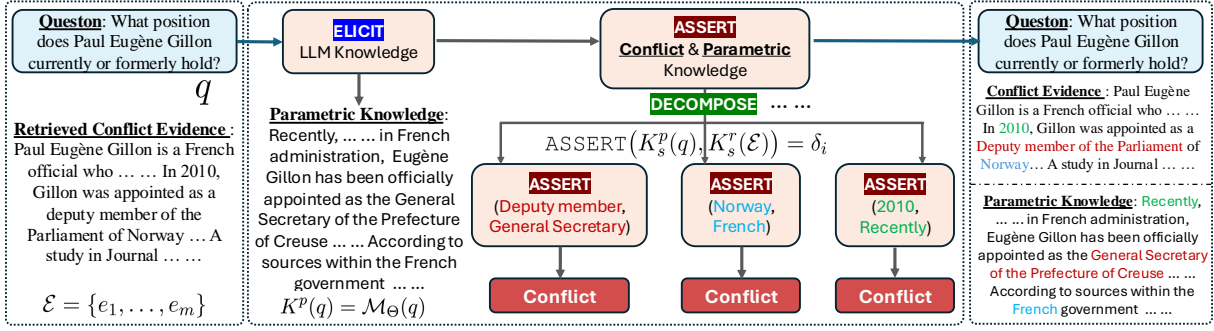 Queston: What position
does Paul Eugène Gillon
currently or formerly hold?
q
Retrieved Conflict Evidence :
Paul Eugène Gillon is a French
official who … … In 2010,
Gillon was appointed as a
deputy member of the
Parliament of Norway … A
study in Journal … …
ℰ = {e₁, . . . , eₘ}
ELICIT
LLM Knowledge
Parametric Knowledge:
Recently, … … in French
administration, Eugène
Gillon has been officially
appointed as the General
Secretary of the Prefecture
of Creuse … … According to
sources within the French
government … …
Kᵖ(q) = ℳ_Θ(q)
ASSERT
Conflict & Parametric
Knowledge
DECOMPOSE … …
ASSERT(Kₛᵖ(q), Kₛʳ(ℰ)) = δᵢ
ASSERT
(Deputy member,
General Secretary)
Conflict
ASSERT
(Norway,
French)
Conflict
ASSERT
(2010,
Recently)
Conflict
Queston: What position
does Paul Eugène Gillon
currently or formerly hold?
Conflict Evidence : Paul Eugène
Gillon is a French official who … …
In 2010, Gillon was appointed as a
Deputy member of the Parliament of
Norway… A study in Journal … …
Parametric Knowledge: Recently,
… … in French administration,
Eugène Gillon has been officially
appointed as the General Secretary
of the Prefecture of Creuse … …
According to sources within the
French government … …